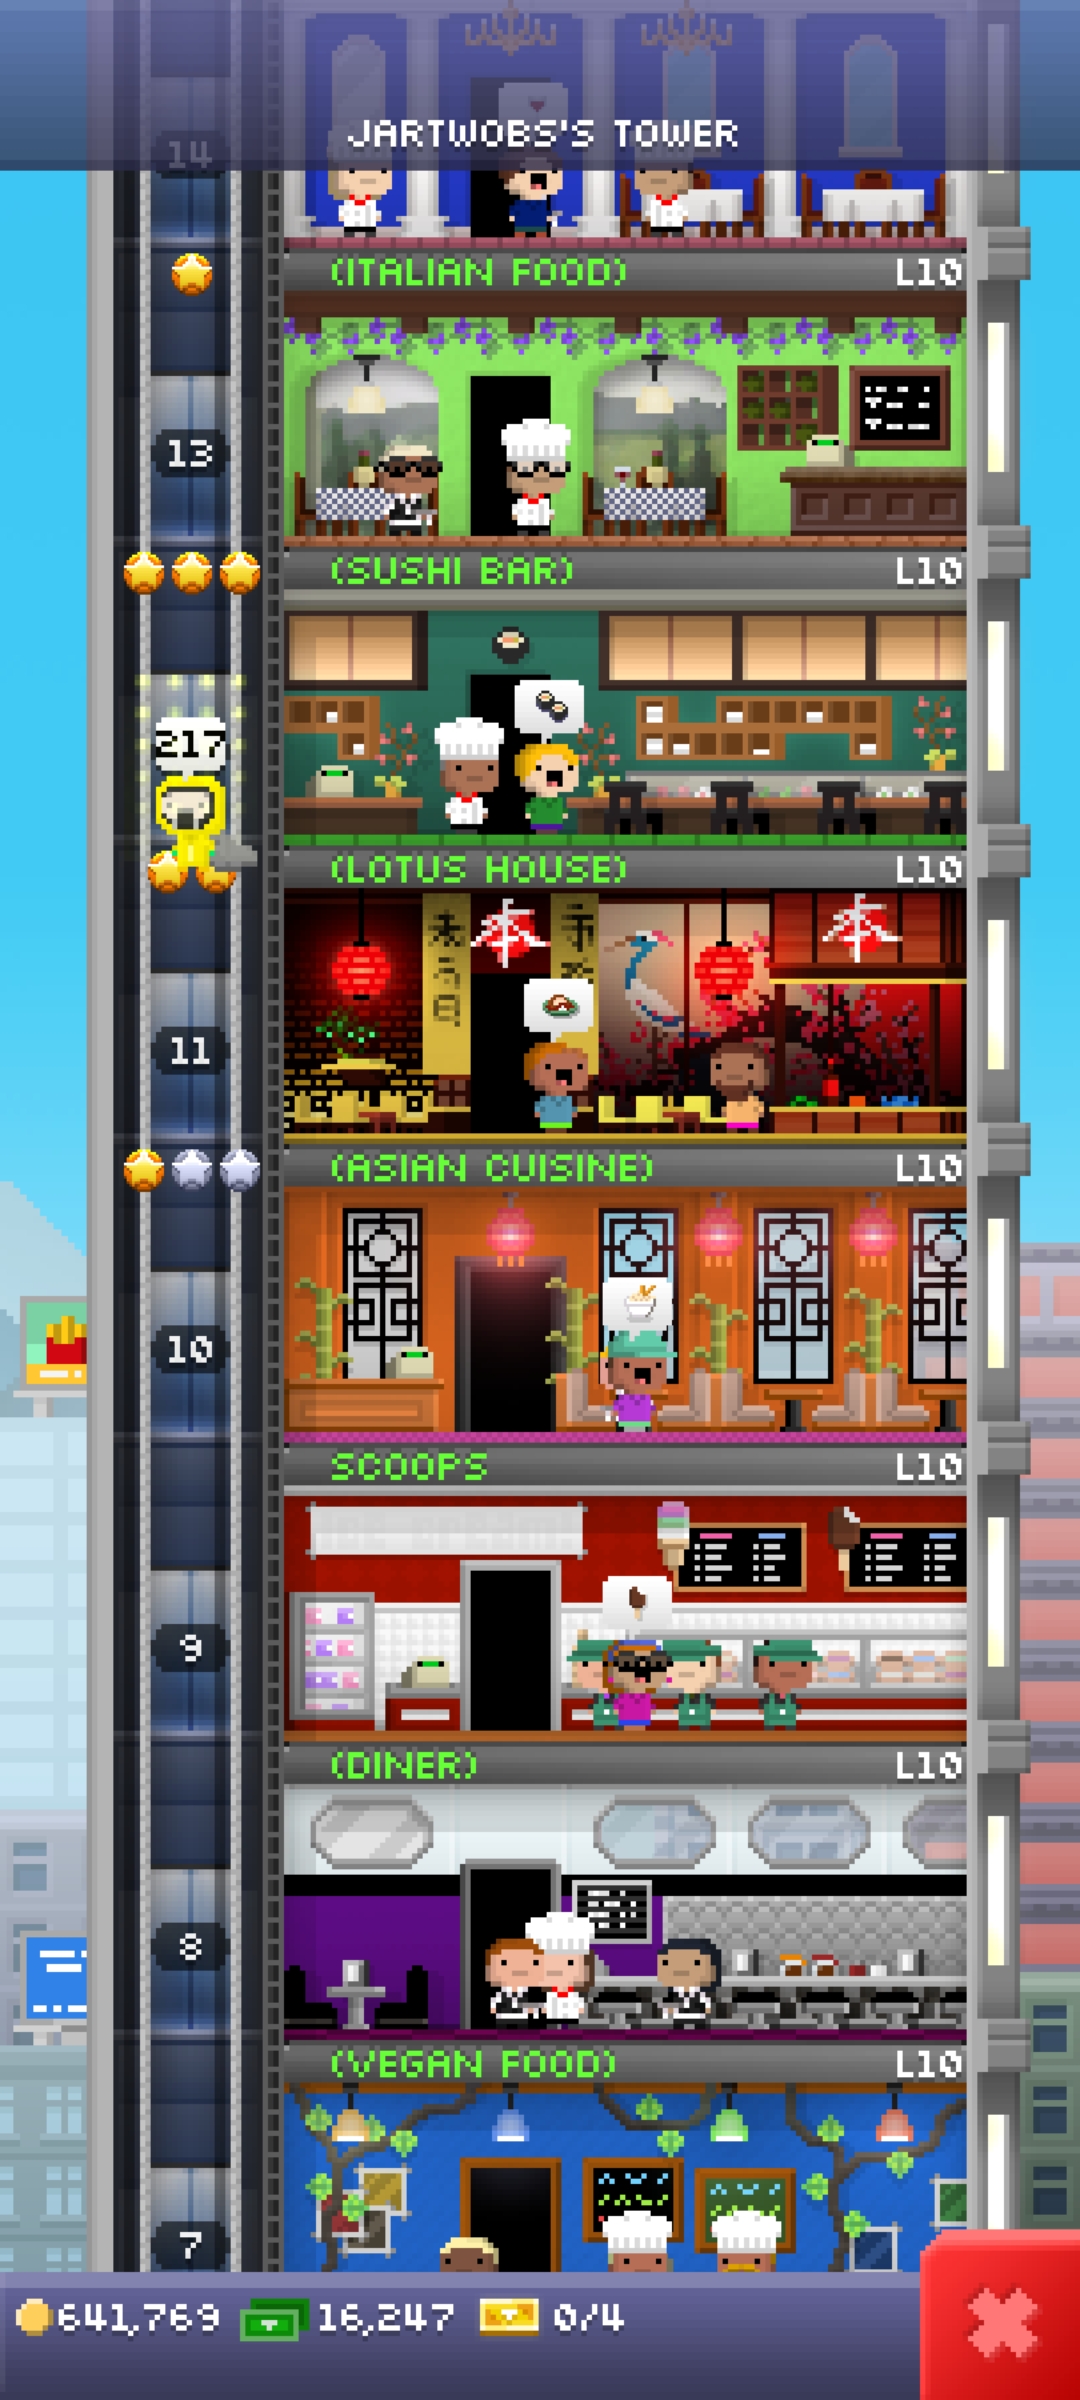 JARTWOBS'S TOWER
14
(ITALIAN FOOD) L10
13
(SUSHI BAR) L10
217
(LOTUS HOUSE) L10
11
(ASIAN CUISINE) L10
10
SCOOPS L10
9
(DINER) L10
8
(VEGAN FOOD) L10
7
641,769 16,247 0/4